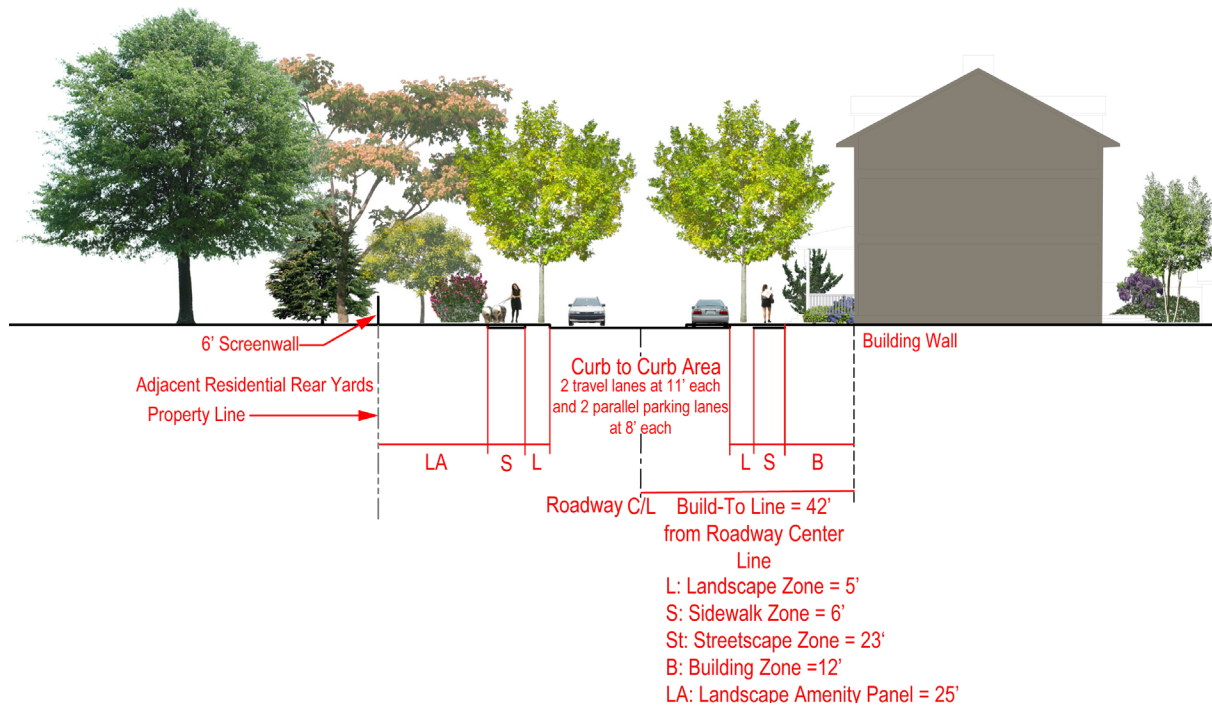 6’ Screenwall
Building Wall
Curb to Curb Area
2 travel lanes at 11’ each
and 2 parallel parking lanes
at 8’ each
Adjacent Residential Rear Yards
Property Line
LA
S
L
L
S
B
Roadway C/L
Build-To Line = 42’
from Roadway Center
Line
L: Landscape Zone = 5’
S: Sidewalk Zone = 6’
St: Streetscape Zone = 23‘
B: Building Zone =12’
LA: Landscape Amenity Panel = 25’